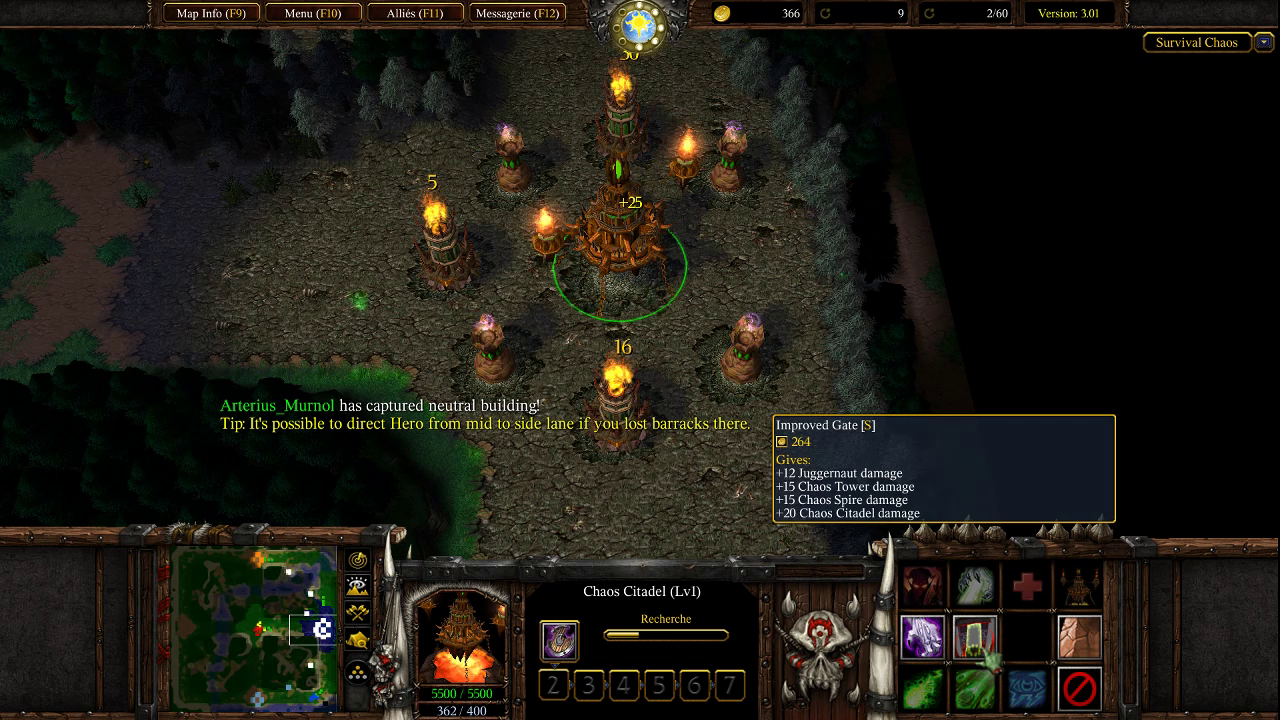 Map Info (F9)
Menu (F10)
Alliés (F11)
Messagerie (F12)
366
9
2/60
Version: 3.01
Survival Chaos
30
5
+25
16
Arterius_Murnol has captured neutral building!
Tip: It's possible to direct Hero from mid to side lane if you lost barracks there.
Improved Gate [S]
264
Gives:
+12 Juggernaut damage
+15 Chaos Tower damage
+15 Chaos Spire damage
+20 Chaos Citadel damage
Chaos Citadel (Lv1)
Recherche
2 3 4 5 6 7
5500 / 5500
362 / 400